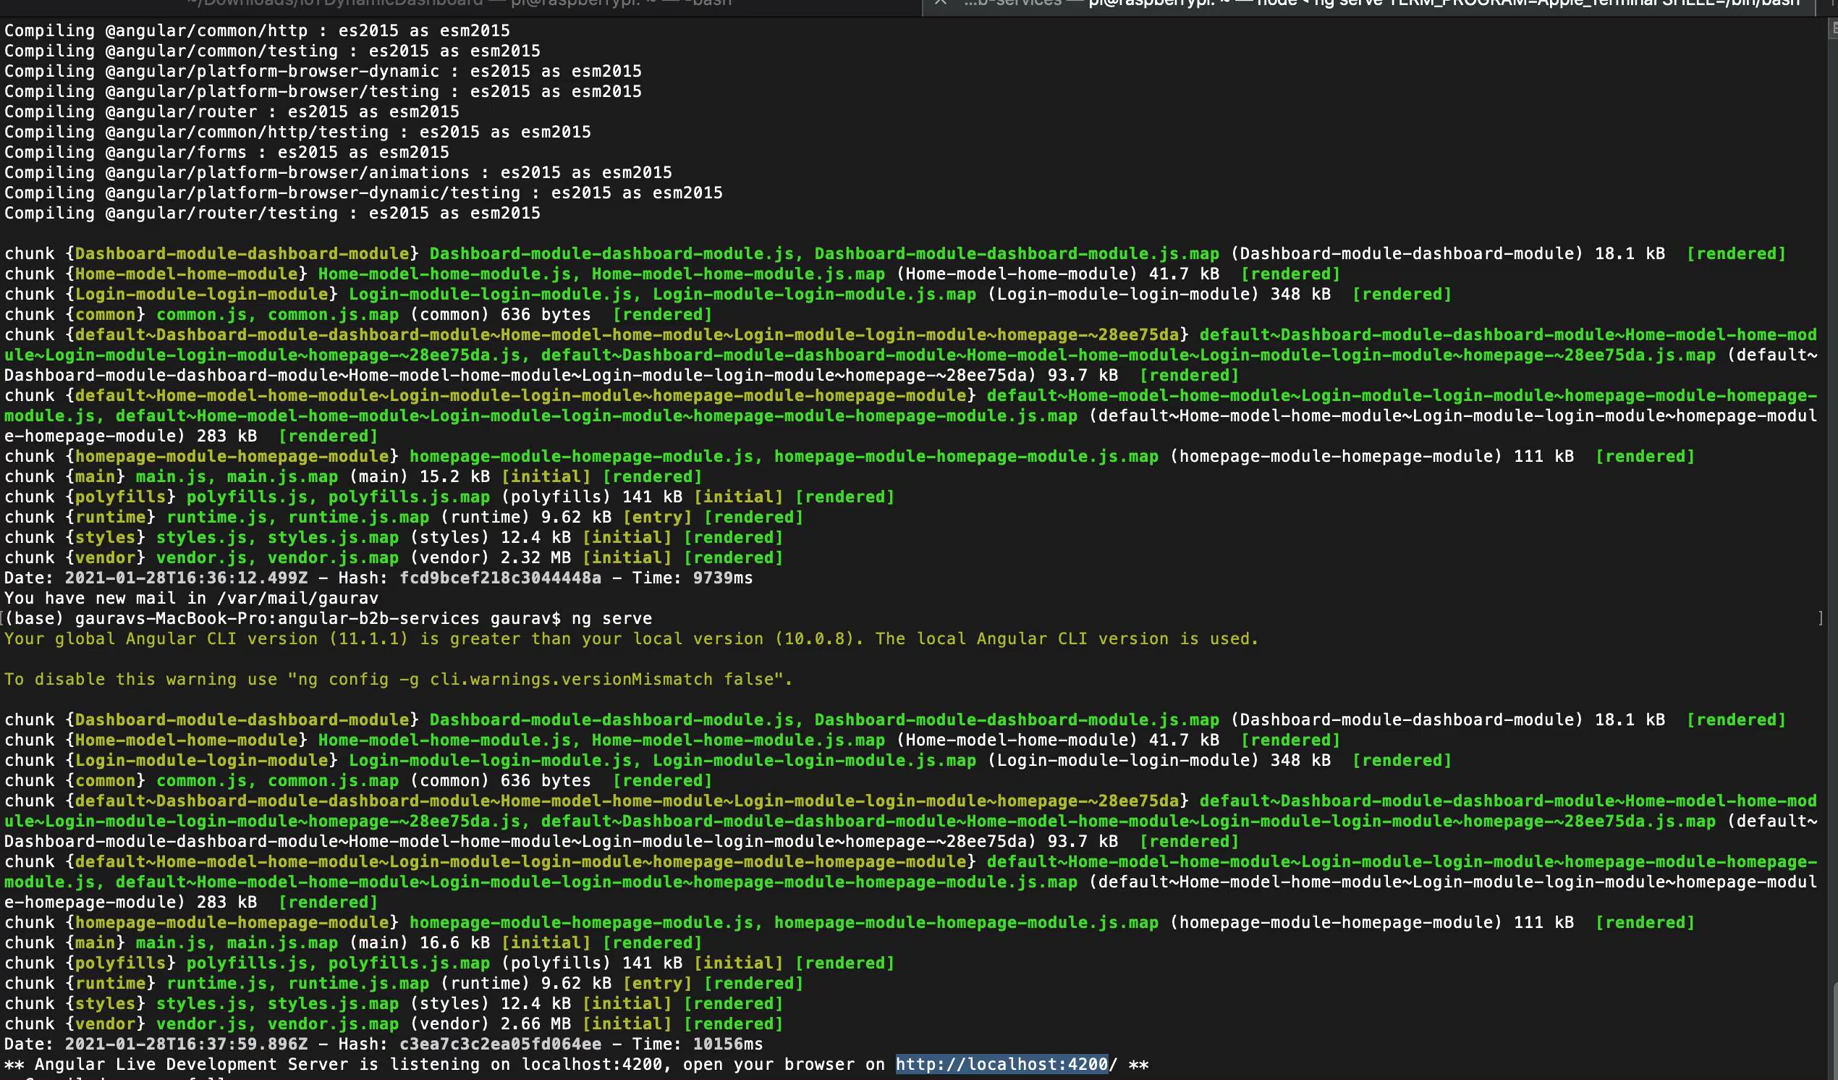 ~/Downloads/IoTDynamicDashboard — pi@raspberrypi: ~ — -bash
...b-services — pi@raspberrypi: ~ — node ‹ ng serve TERM_PROGRAM=Apple_Terminal SHELL=/bin/bash
Compiling @angular/common/http : es2015 as esm2015
Compiling @angular/common/testing : es2015 as esm2015
Compiling @angular/platform-browser-dynamic : es2015 as esm2015
Compiling @angular/platform-browser/testing : es2015 as esm2015
Compiling @angular/router : es2015 as esm2015
Compiling @angular/common/http/testing : es2015 as esm2015
Compiling @angular/forms : es2015 as esm2015
Compiling @angular/platform-browser/animations : es2015 as esm2015
Compiling @angular/platform-browser-dynamic/testing : es2015 as esm2015
Compiling @angular/router/testing : es2015 as esm2015
chunk {Dashboard-module-dashboard-module} Dashboard-module-dashboard-module.js, Dashboard-module-dashboard-module.js.map (Dashboard-module-dashboard-module) 18.1 kB  [rendered]
chunk {Home-model-home-module} Home-model-home-module.js, Home-model-home-module.js.map (Home-model-home-module) 41.7 kB  [rendered]
chunk {Login-module-login-module} Login-module-login-module.js, Login-module-login-module.js.map (Login-module-login-module) 348 kB  [rendered]
chunk {common} common.js, common.js.map (common) 636 bytes  [rendered]
chunk {default~Dashboard-module-dashboard-module~Home-model-home-module~Login-module-login-module~homepage-~28ee75da} default~Dashboard-module-dashboard-module~Home-model-home-mod
ule~Login-module-login-module~homepage-~28ee75da.js, default~Dashboard-module-dashboard-module~Home-model-home-module~Login-module-login-module~homepage-~28ee75da.js.map (default~
Dashboard-module-dashboard-module~Home-model-home-module~Login-module-login-module~homepage-~28ee75da) 93.7 kB  [rendered]
chunk {default~Home-model-home-module~Login-module-login-module~homepage-module-homepage-module} default~Home-model-home-module~Login-module-login-module~homepage-module-homepage-
module.js, default~Home-model-home-module~Login-module-login-module~homepage-module-homepage-module.js.map (default~Home-model-home-module~Login-module-login-module~homepage-modul
e-homepage-module) 283 kB  [rendered]
chunk {homepage-module-homepage-module} homepage-module-homepage-module.js, homepage-module-homepage-module.js.map (homepage-module-homepage-module) 111 kB  [rendered]
chunk {main} main.js, main.js.map (main) 15.2 kB [initial] [rendered]
chunk {polyfills} polyfills.js, polyfills.js.map (polyfills) 141 kB [initial] [rendered]
chunk {runtime} runtime.js, runtime.js.map (runtime) 9.62 kB [entry] [rendered]
chunk {styles} styles.js, styles.js.map (styles) 12.4 kB [initial] [rendered]
chunk {vendor} vendor.js, vendor.js.map (vendor) 2.32 MB [initial] [rendered]
Date: 2021-01-28T16:36:12.499Z – Hash: fcd9bcef218c3044448a – Time: 9739ms
You have new mail in /var/mail/gaurav
[(base) gauravs-MacBook-Pro:angular-b2b-services gaurav$ ng serve ]
Your global Angular CLI version (11.1.1) is greater than your local version (10.0.8). The local Angular CLI version is used.
To disable this warning use "ng config -g cli.warnings.versionMismatch false".
chunk {Dashboard-module-dashboard-module} Dashboard-module-dashboard-module.js, Dashboard-module-dashboard-module.js.map (Dashboard-module-dashboard-module) 18.1 kB  [rendered]
chunk {Home-model-home-module} Home-model-home-module.js, Home-model-home-module.js.map (Home-model-home-module) 41.7 kB  [rendered]
chunk {Login-module-login-module} Login-module-login-module.js, Login-module-login-module.js.map (Login-module-login-module) 348 kB  [rendered]
chunk {common} common.js, common.js.map (common) 636 bytes  [rendered]
chunk {default~Dashboard-module-dashboard-module~Home-model-home-module~Login-module-login-module~homepage-~28ee75da} default~Dashboard-module-dashboard-module~Home-model-home-mod
ule~Login-module-login-module~homepage-~28ee75da.js, default~Dashboard-module-dashboard-module~Home-model-home-module~Login-module-login-module~homepage-~28ee75da.js.map (default~
Dashboard-module-dashboard-module~Home-model-home-module~Login-module-login-module~homepage-~28ee75da) 93.7 kB  [rendered]
chunk {default~Home-model-home-module~Login-module-login-module~homepage-module-homepage-module} default~Home-model-home-module~Login-module-login-module~homepage-module-homepage-
module.js, default~Home-model-home-module~Login-module-login-module~homepage-module-homepage-module.js.map (default~Home-model-home-module~Login-module-login-module~homepage-modul
e-homepage-module) 283 kB  [rendered]
chunk {homepage-module-homepage-module} homepage-module-homepage-module.js, homepage-module-homepage-module.js.map (homepage-module-homepage-module) 111 kB  [rendered]
chunk {main} main.js, main.js.map (main) 16.6 kB [initial] [rendered]
chunk {polyfills} polyfills.js, polyfills.js.map (polyfills) 141 kB [initial] [rendered]
chunk {runtime} runtime.js, runtime.js.map (runtime) 9.62 kB [entry] [rendered]
chunk {styles} styles.js, styles.js.map (styles) 12.4 kB [initial] [rendered]
chunk {vendor} vendor.js, vendor.js.map (vendor) 2.66 MB [initial] [rendered]
Date: 2021-01-28T16:37:59.896Z – Hash: c3ea7c3c2ea05fd064ee – Time: 10156ms
** Angular Live Development Server is listening on localhost:4200, open your browser on http://localhost:4200/ **